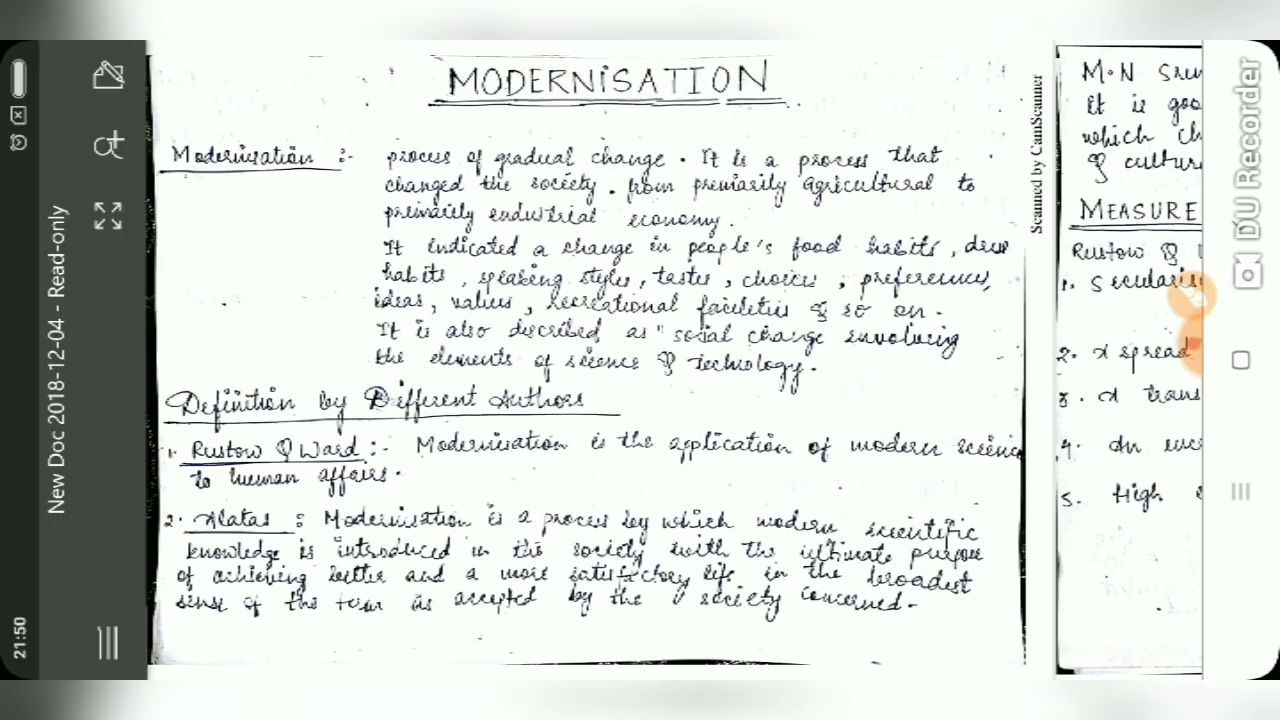 MODERNISATION
Modernisation :- process of gradual change. It is a process that
changed the society. from primarily agricultural to
primarily industrial economy.
It indicated a change in people's food habits, dress
habits, speaking styles, tastes, choices, preferences,
ideas, values, recreational facilities & so on.
It is also described as "social change involving
the elements of science & technology.
Definition by Different Authors
1. Rustow & Ward :- Modernisation is the application of modern science
to human affairs.
2. Alatas : Modernisation is a process by which modern scientific
knowledge is introduced in the society with the ultimate purpose
of achieving better and a more satisfactory life in the broadest
sense of the term as accepted by the society concerned.
Scanned by CamScanner
M.N
It is
which
& cultur
MEASURE
Rustow &
1. Secularis
2. A spread
3. A trans
4. An
5. High
DU Recorder
New Doc 2018-12-04 - Read-only
21:50